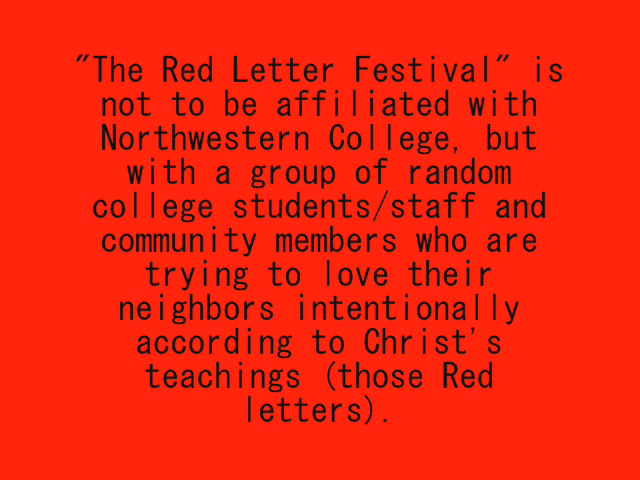 "The Red Letter Festival" is
not to be affiliated with
Northwestern College, but
with a group of random
college students/staff and
community members who are
trying to love their
neighbors intentionally
according to Christ's
teachings (those Red
letters).